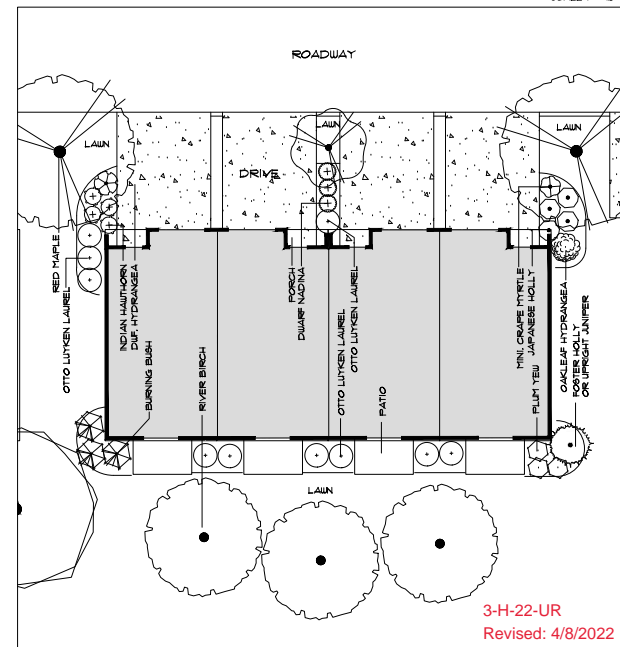 ROADWAY
LAWN
LAWN
LAWN
DRIVE
RED MAPLE
OTTO LUYKEN LAUREL
INDIAN HAWTHORN
DWF. HYDRANGEA
BURNING BUSH
RIVER BIRCH
PORCH
DWARF NADINA
OTTO LUYKEN LAUREL
OTTO LUYKEN LAUREL
PATIO
MINI. CRAPE MYRTLE
JAPANESE HOLLY
PLUM YEW
OAKLEAF HYDRANGEA
FOSTER HOLLY
OR UPRIGHT JUNIPER
LAWN
3-H-22-UR
Revised: 4/8/2022